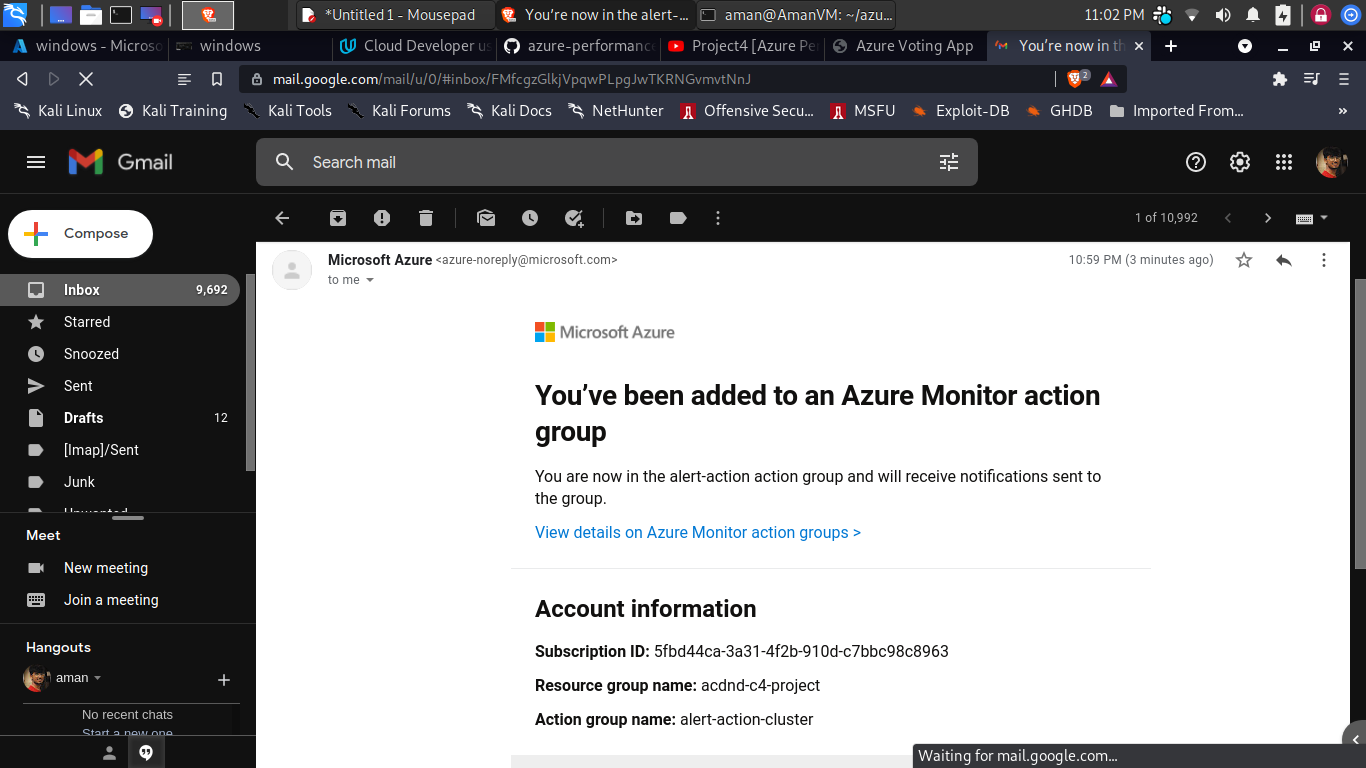 *Untitled 1 - Mousepad
You’re now in the alert-...
aman@AmanVM: ~/azu...
11:02 PM
windows - Microso
windows
Cloud Developer us
azure-performanc
Project4 [Azure Pe
Azure Voting App
You’re now in th
mail.google.com/mail/u/0/#inbox/FMfcgzGlkjVpqwPLpgJwTKRNGvmvtNnJ
2
Kali Linux
Kali Training
Kali Tools
Kali Forums
Kali Docs
NetHunter
Offensive Secu...
MSFU
Exploit-DB
GHDB
Imported From...
»
Gmail
Search mail
Compose
1 of 10,992
Inbox 9,692
Starred
Snoozed
Sent
Drafts 12
[Imap]/Sent
Junk
Unwanted
Meet
New meeting
Join a meeting
Hangouts
aman
No recent chats
Start a new one
Microsoft Azure <azure-noreply@microsoft.com>
10:59 PM (3 minutes ago)
to me
Microsoft Azure
You’ve been added to an Azure Monitor action
group
You are now in the alert-action action group and will receive notifications sent to
the group.
View details on Azure Monitor action groups >
Account information
Subscription ID: 5fbd44ca-3a31-4f2b-910d-c7bbc98c8963
Resource group name: acdnd-c4-project
Action group name: alert-action-cluster
Waiting for mail.google.com...